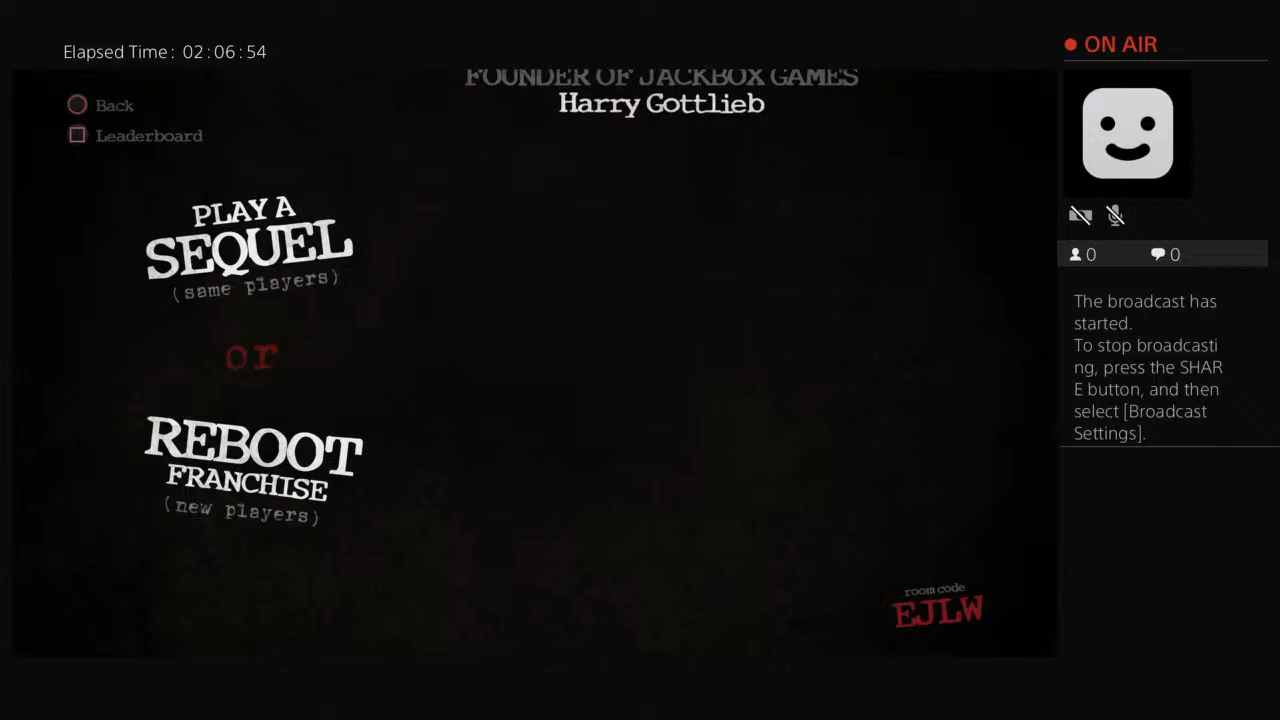 Elapsed Time: 02:06:54
ON AIR
FOUNDER OF JACKBOX GAMES
Harry Gottlieb
Back
Leaderboard
PLAY A
SEQUEL
(same players)
or
REBOOT
FRANCHISE
(new players)
room code
EJLW
0
0
The broadcast has
started.
To stop broadcasti
ng, press the SHAR
E button, and then
select [Broadcast
Settings].